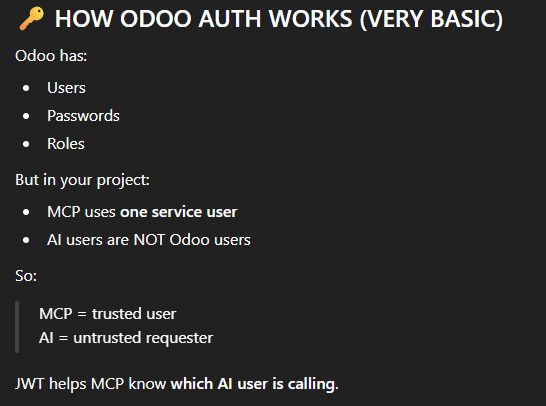 🔑 HOW ODOO AUTH WORKS (VERY BASIC)
Odoo has:
• Users
• Passwords
• Roles
But in your project:
• MCP uses one service user
• AI users are NOT Odoo users
So:
MCP = trusted user
AI = untrusted requester
JWT helps MCP know which AI user is calling.